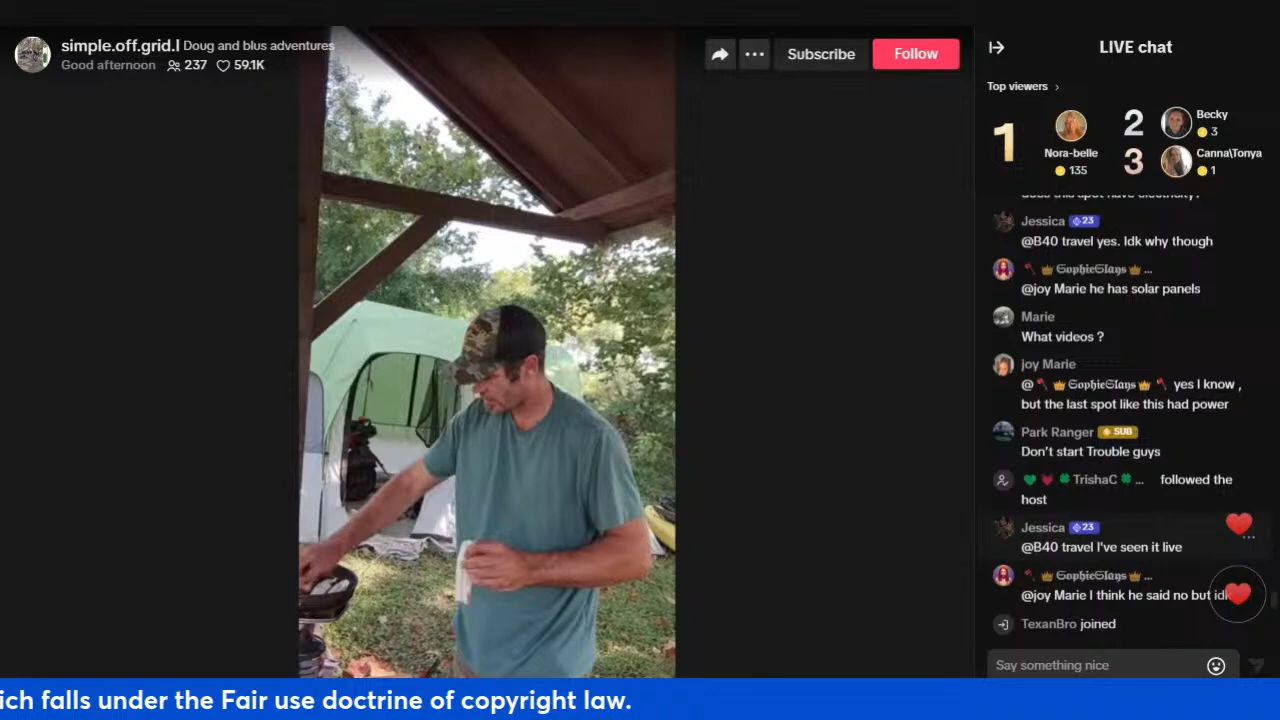 simple.off.grid.l Doug and blus adventures
Good afternoon 237 59.1K
Subscribe
Follow
LIVE chat
Top viewers
1
Nora-belle
135
2
Becky
3
3
Canna\Tonya
1
Jessica 23
@B40 travel yes. Idk why though
𝕾𝖔𝖕𝖍𝖎𝖊𝕾𝖑𝖆𝖞𝖘 ...
@joy Marie he has solar panels
Marie
What videos ?
joy Marie
@ 𝕾𝖔𝖕𝖍𝖎𝖊𝕾𝖑𝖆𝖞𝖘 yes I know ,
but the last spot like this had power
Park Ranger SUB
Don't start Trouble guys
TrishaC ... followed the
host
Jessica 23
@B40 travel I've seen it live
𝕾𝖔𝖕𝖍𝖎𝖊𝕾𝖑𝖆𝖞𝖘 ...
@joy Marie I think he said no but idk
TexanBro joined
Say something nice
ich falls under the Fair use doctrine of copyright law.